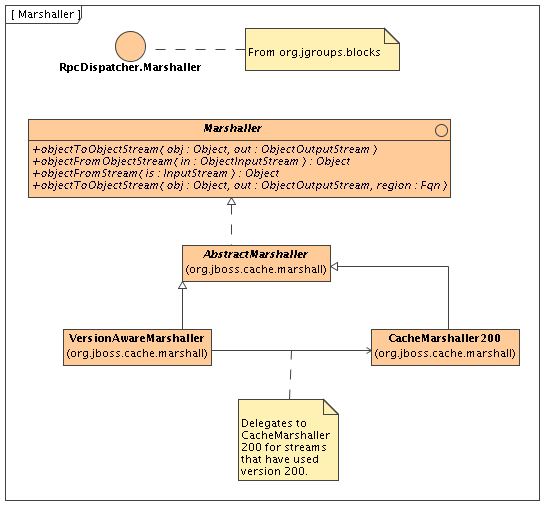 [ Marshaller ]
RpcDispatcher.Marshaller
From org.jgroups.blocks
Marshaller
+objectToObjectStream( obj : Object, out : ObjectOutputStream )
+objectFromObjectStream( in : ObjectInputStream ) : Object
+objectFromStream( is : InputStream ) : Object
+objectToObjectStream( obj : Object, out : ObjectOutputStream, region : Fqn )
AbstractMarshaller
(org.jboss.cache.marshall)
VersionAwareMarshaller
(org.jboss.cache.marshall)
CacheMarshaller200
(org.jboss.cache.marshall)
Delegates to
CacheMarshaller
200 for streams
that have used
version 200.